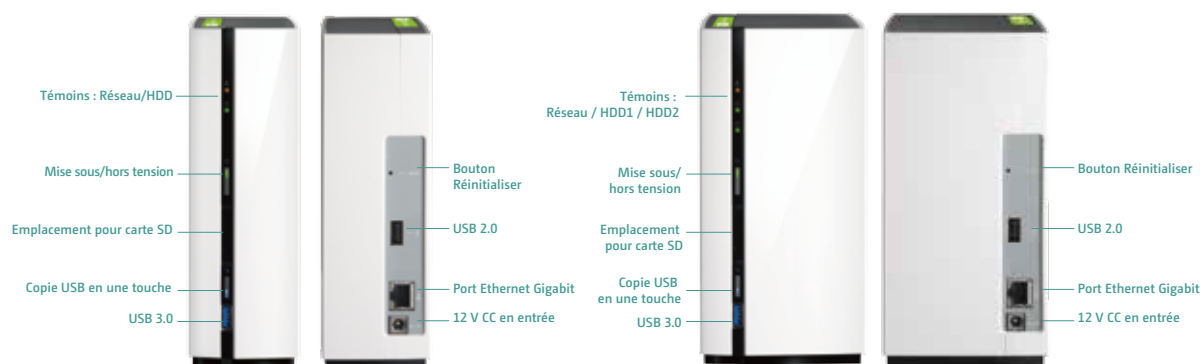 Témoins : Réseau/HDD
Mise sous/hors tension
Emplacement pour carte SD
Copie USB en une touche
USB 3.0
Bouton
Réinitialiser
USB 2.0
Port Ethernet Gigabit
12 V CC en entrée
Témoins :
Réseau / HDD1 / HDD2
Mise sous/
hors tension
Emplacement
pour carte SD
Copie USB
en une touche
USB 3.0
Bouton Réinitialiser
USB 2.0
Port Ethernet Gigabit
12 V CC en entrée